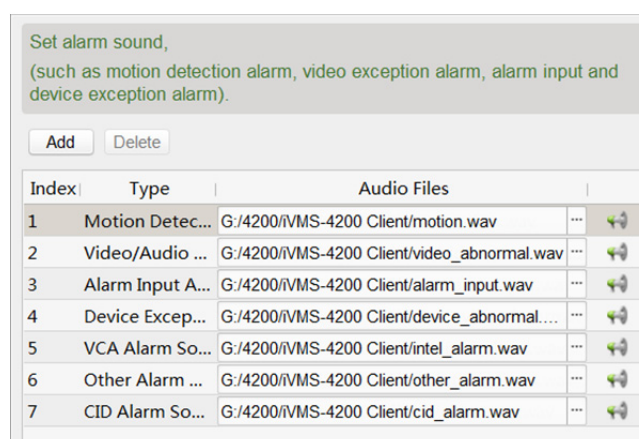 Set alarm sound,
(such as motion detection alarm, video exception alarm, alarm input and
device exception alarm).
Add Delete
Index Type Audio Files
1 Motion Detec... G:/4200/iVMS-4200 Client/motion.wav ...
2 Video/Audio ... G:/4200/iVMS-4200 Client/video_abnormal.wav ...
3 Alarm Input A... G:/4200/iVMS-4200 Client/alarm_input.wav ...
4 Device Excep... G:/4200/iVMS-4200 Client/device_abnormal.... ...
5 VCA Alarm So... G:/4200/iVMS-4200 Client/intel_alarm.wav ...
6 Other Alarm ... G:/4200/iVMS-4200 Client/other_alarm.wav ...
7 CID Alarm So... G:/4200/iVMS-4200 Client/cid_alarm.wav ...